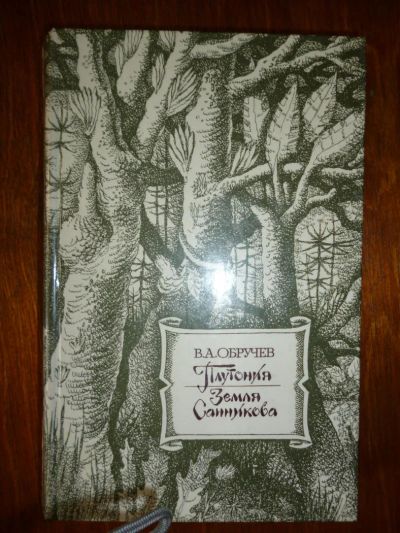 В.А.ОБРУЧЕВ
Плутония
Земля
Санникова